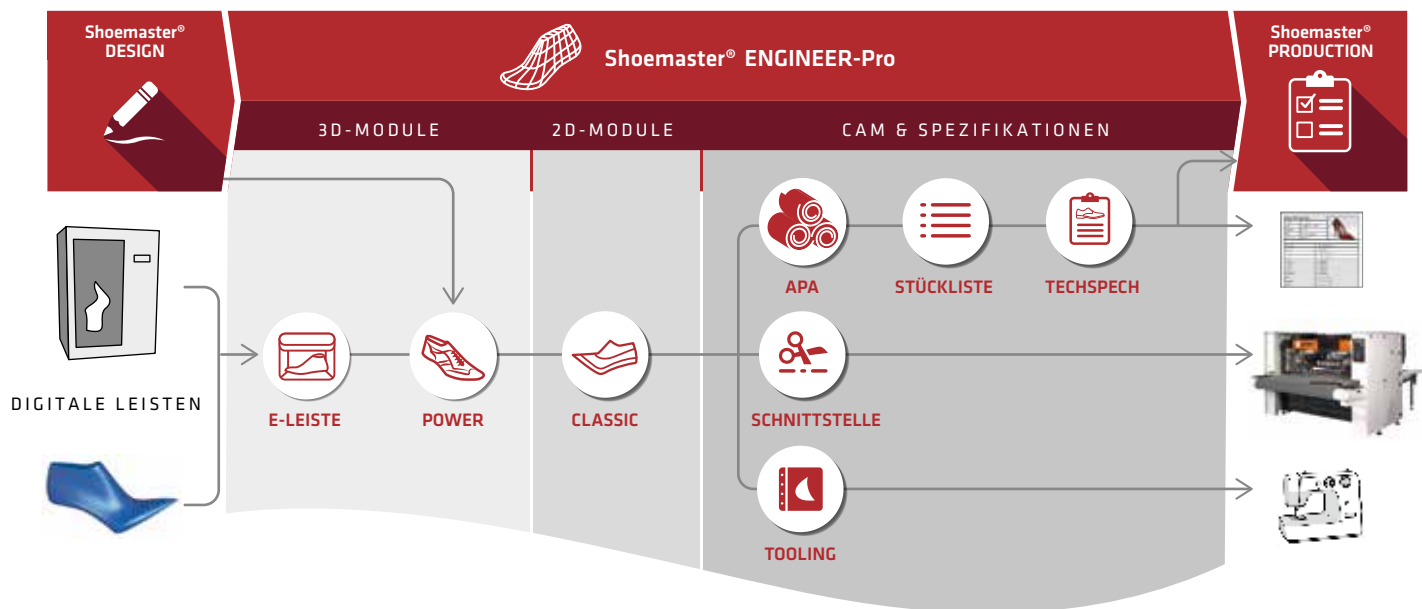 Shoemaster®
DESIGN
Shoemaster® ENGINEER-Pro
Shoemaster®
PRODUCTION
3D-MODULE
2D-MODULE
CAM & SPEZIFIKATIONEN
APA
STÜCKLISTE
TECHSPECH
DIGITALE LEISTEN
E-LEISTE
POWER
CLASSIC
SCHNITTSTELLE
TOOLING